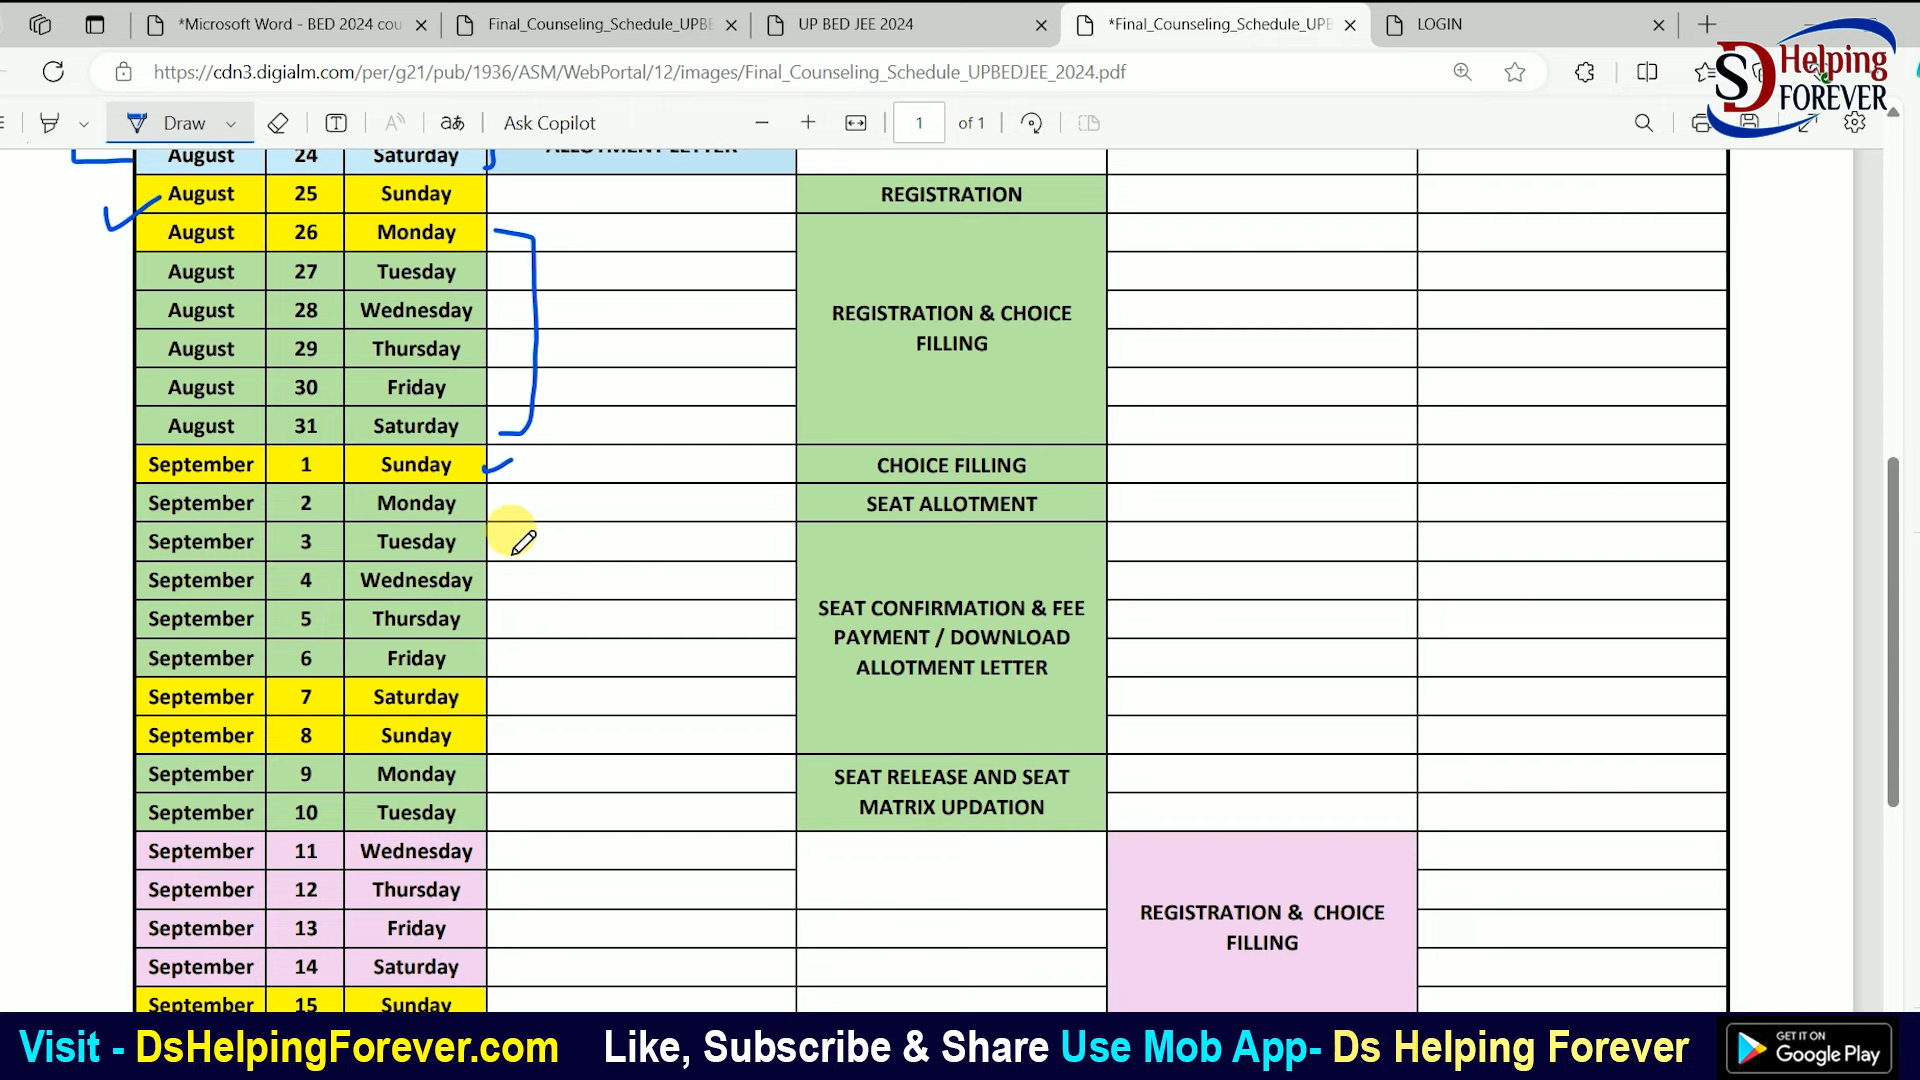 *Microsoft Word - BED 2024 cou
Final_Counseling_Schedule_UPBE
UP BED JEE 2024
*Final_Counseling_Schedule_UPB
LOGIN
https://cdn3.digialm.com/per/g21/pub/1936/ASM/WebPortal/12/images/Final_Counseling_Schedule_UPBEDJEE_2024.pdf
SD Helping FOREVER
Draw
Ask Copilot
1 of 1
August 24 Saturday ALLOTMENT LETTER
August 25 Sunday REGISTRATION
August 26 Monday
August 27 Tuesday
August 28 Wednesday
REGISTRATION & CHOICE
FILLING
August 29 Thursday
August 30 Friday
August 31 Saturday
September 1 Sunday CHOICE FILLING
September 2 Monday SEAT ALLOTMENT
September 3 Tuesday
September 4 Wednesday
SEAT CONFIRMATION & FEE
PAYMENT / DOWNLOAD
ALLOTMENT LETTER
September 5 Thursday
September 6 Friday
September 7 Saturday
September 8 Sunday
September 9 Monday
SEAT RELEASE AND SEAT
MATRIX UPDATION
September 10 Tuesday
September 11 Wednesday
September 12 Thursday
REGISTRATION & CHOICE
FILLING
September 13 Friday
September 14 Saturday
September 15 Sunday
Visit - DsHelpingForever.com Like, Subscribe & Share Use Mob App- Ds Helping Forever
GET IT ON
Google Play